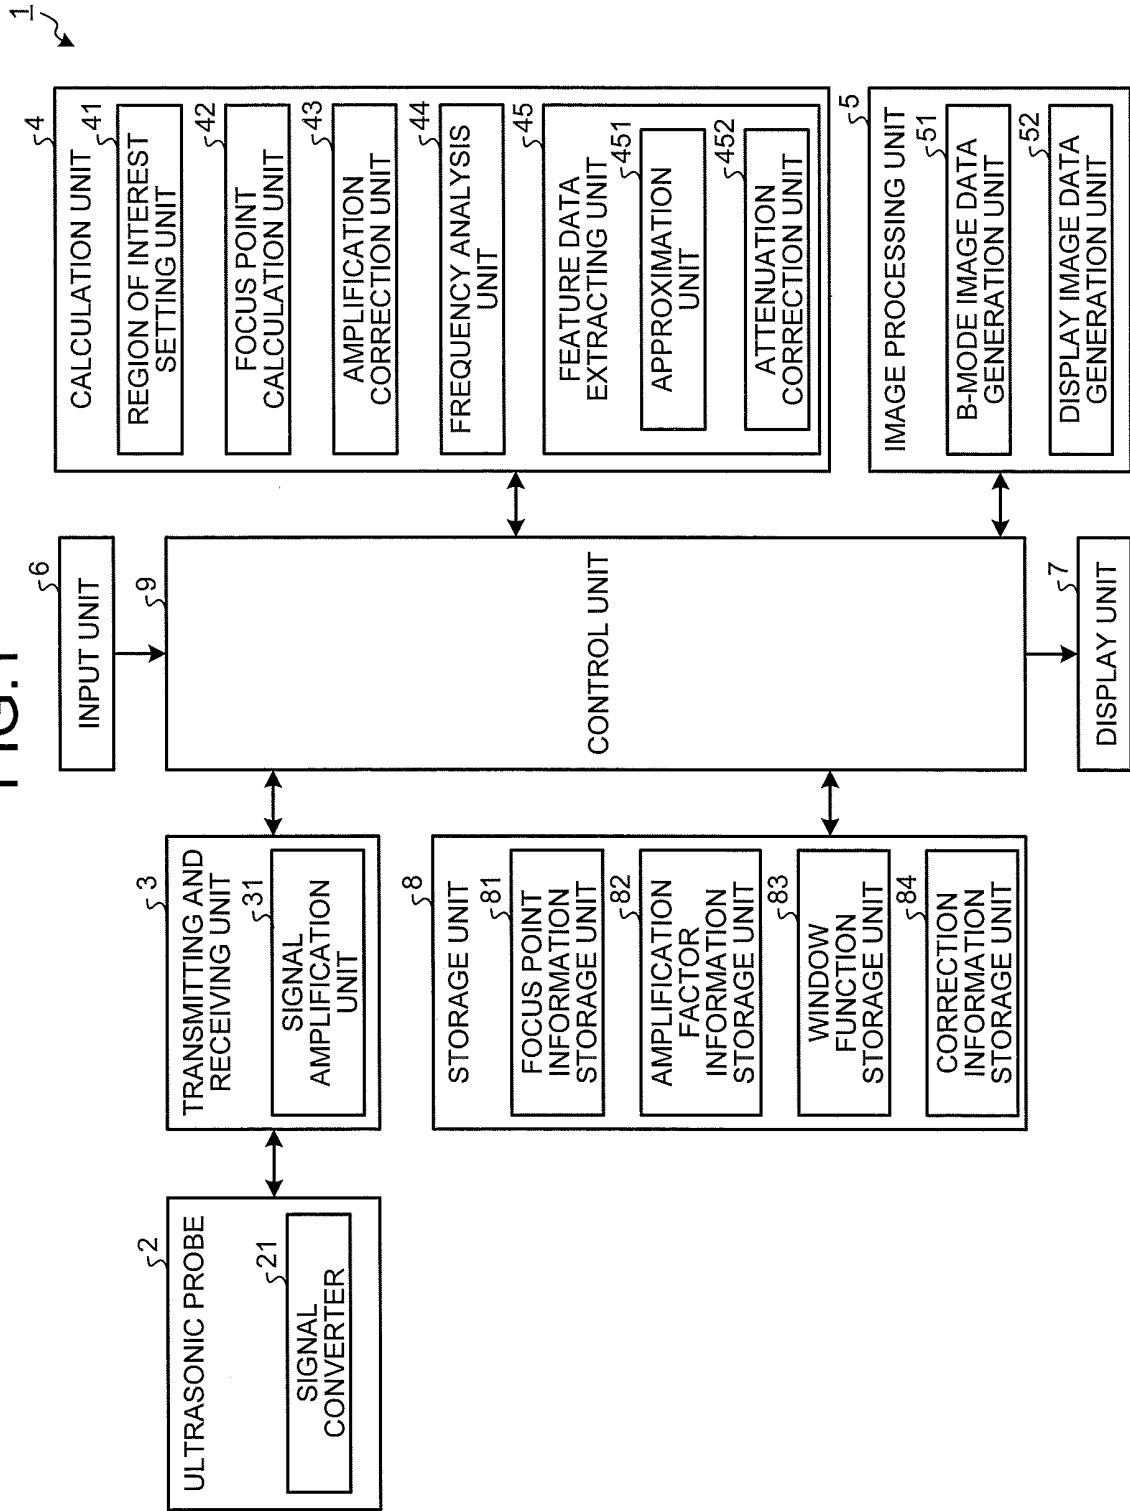 FIG.1
1
2
ULTRASONIC PROBE
21
SIGNAL
CONVERTER
3
TRANSMITTING AND
RECEIVING UNIT
31
SIGNAL
AMPLIFICATION
UNIT
8
STORAGE UNIT
81
FOCUS POINT
INFORMATION
STORAGE UNIT
82
AMPLIFICATION
FACTOR
INFORMATION
STORAGE UNIT
83
WINDOW
FUNCTION
STORAGE UNIT
84
CORRECTION
INFORMATION
STORAGE UNIT
6
INPUT UNIT
9
CONTROL UNIT
7
DISPLAY UNIT
4
CALCULATION UNIT
41
REGION OF INTEREST
SETTING UNIT
42
FOCUS POINT
CALCULATION UNIT
43
AMPLIFICATION
CORRECTION UNIT
44
FREQUENCY ANALYSIS
UNIT
45
FEATURE DATA
EXTRACTING UNIT
451
APPROXIMATION
UNIT
452
ATTENUATION
CORRECTION UNIT
5
IMAGE PROCESSING UNIT
51
B-MODE IMAGE DATA
GENERATION UNIT
52
DISPLAY IMAGE DATA
GENERATION UNIT